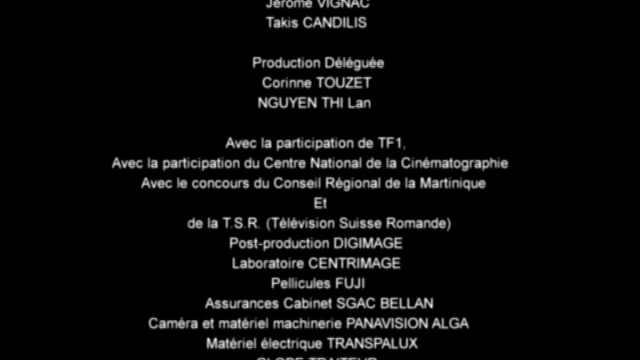 Jérôme VIGNAC
Takis CANDILIS
Production Déléguée
Corinne TOUZET
NGUYEN THI Lan
Avec la participation de TF1,
Avec la participation du Centre National de la Cinématographie
Avec le concours du Conseil Régional de la Martinique
Et
de la T.S.R. (Télévision Suisse Romande)
Post-production DIGIMAGE
Laboratoire CENTRIMAGE
Pellicules FUJI
Assurances Cabinet SGAC BELLAN
Caméra et matériel machinerie PANAVISION ALGA
Matériel électrique TRANSPALUX
GLOBE TRAITEUR